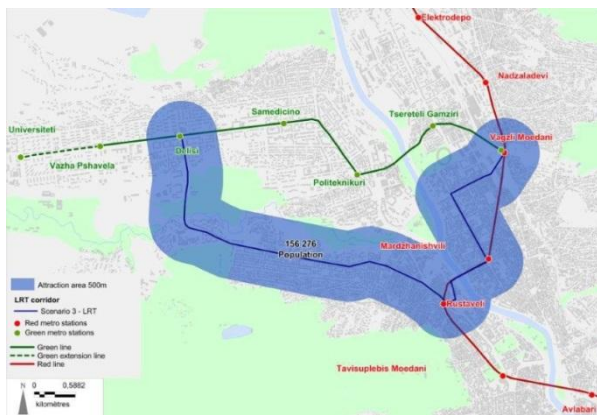 Elektrodepo
Nadzaladevi
Tsereteli Gamziri
Samedicino
Universiteti
Delisi
Vagzli Moedani
Vazha Pshavela
Politeknikuri
156 276
Population
Mardzhanishvili
Rustaveli
Attraction area 500m
LRT corridor
Scenario 3 - LRT
Red metro stations
Green metro stations
Green line
Green extension line
Red line
Tavisuplebis Moedani
N
0 0,5862
kilomètres
Avlabari